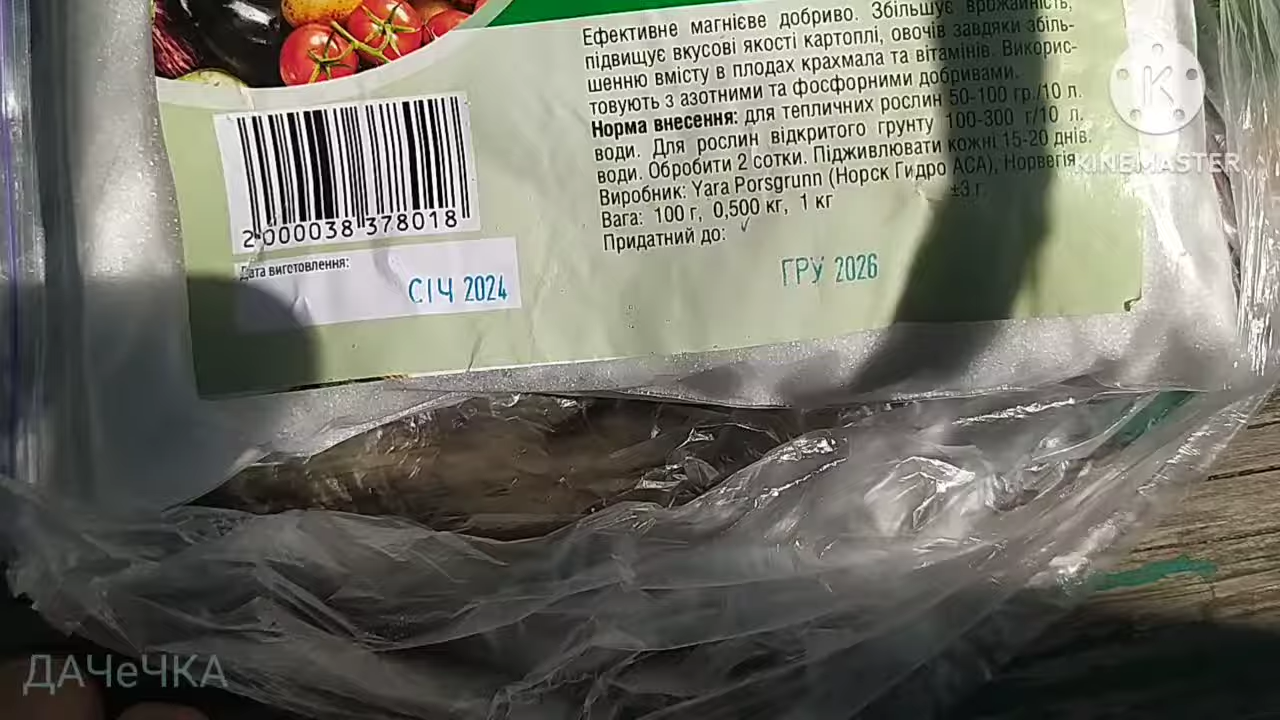 Ефективне магнієве добриво. Збільшує врожайність,
підвищує вкусові якості картоплі, овочів завдяки збіль-
шенню вмісту в плодах крахмала та вітамінів. Викорис-
товують з азотними та фосфорними добривами.
Норма внесення: для тепличних рослин 50-100 гр./10 л.
води. Для рослин відкритого грунту 100-300 г/10 л.
води. Обробити 2 сотки. Підживлювати кожні 15-20 днів.
Виробник: Yara Porsgrunn (Норск Гидро АСА), Норвегія
Вага: 100 г, 0,500 кг, 1 кг ±3 г.
Придатний до:
ГРУ 2026
2 000038 378018
Дата виготовлення:
СІЧ 2024
K
KINEMASTER
ДАЧеЧКА